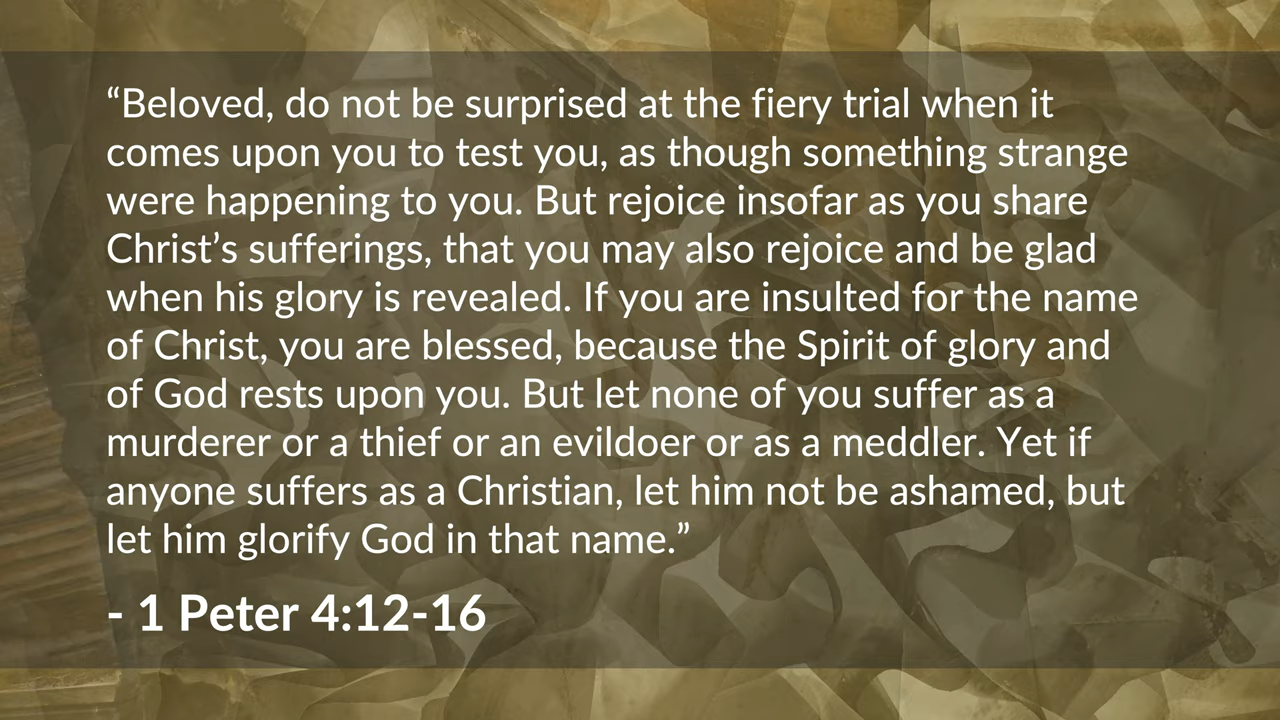 “Beloved, do not be surprised at the fiery trial when it
comes upon you to test you, as though something strange
were happening to you. But rejoice insofar as you share
Christ’s sufferings, that you may also rejoice and be glad
when his glory is revealed. If you are insulted for the name
of Christ, you are blessed, because the Spirit of glory and
of God rests upon you. But let none of you suffer as a
murderer or a thief or an evildoer or as a meddler. Yet if
anyone suffers as a Christian, let him not be ashamed, but
let him glorify God in that name.”
- 1 Peter 4:12-16